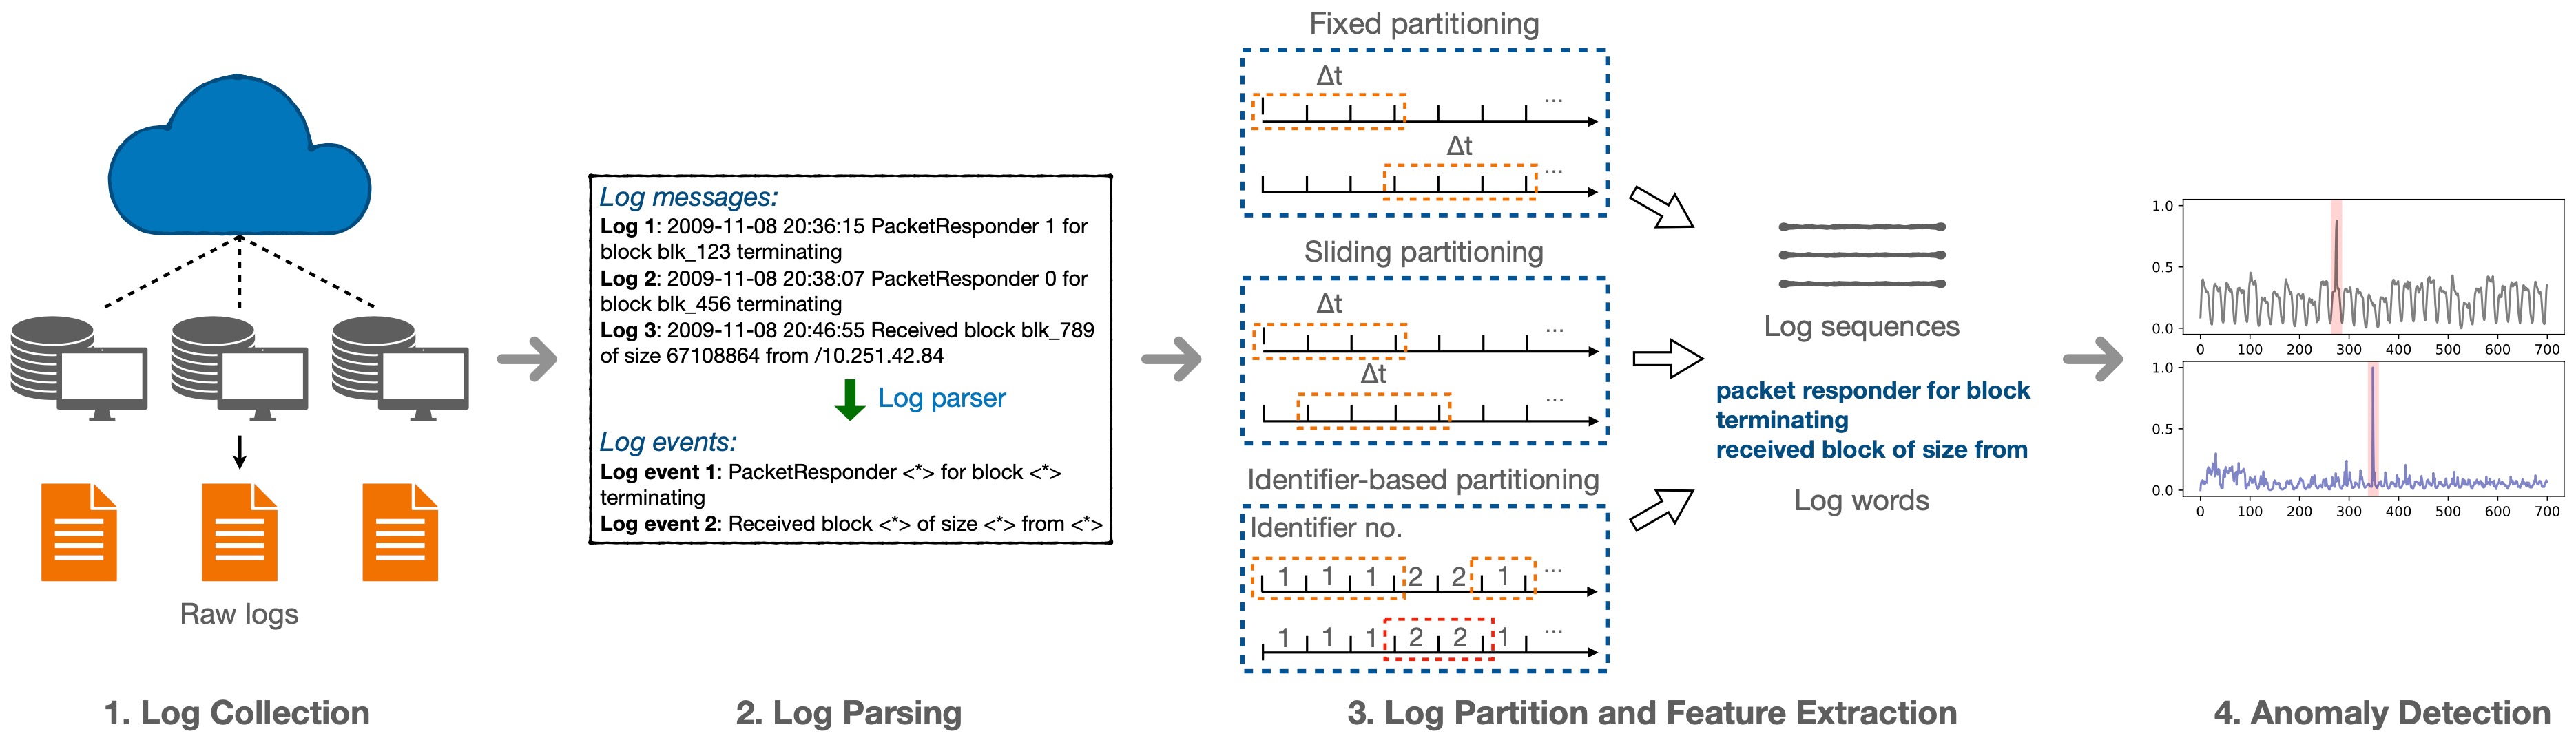 Raw logs
1. Log Collection
Log messages:
Log 1: 2009-11-08 20:36:15 PacketResponder 1 for
block blk_123 terminating
Log 2: 2009-11-08 20:38:07 PacketResponder 0 for
block blk_456 terminating
Log 3: 2009-11-08 20:46:55 Received block blk_789
of size 67108864 from /10.251.42.84
Log parser
Log events:
Log event 1: PacketResponder <*> for block <*>
terminating
Log event 2: Received block <*> of size <*> from <*>
2. Log Parsing
Fixed partitioning
Δt
...
Δt
...
Sliding partitioning
Δt
...
Δt
...
Identifier-based partitioning
Identifier no.
1 1 1 2 2 1 ...
1 1 1 2 2 1 ...
Log sequences
packet responder for block
terminating
received block of size from
Log words
3. Log Partition and Feature Extraction
1.0
0.5
0.0
0 100 200 300 400 500 600 700
1.0
0.5
0.0
0 100 200 300 400 500 600 700
4. Anomaly Detection